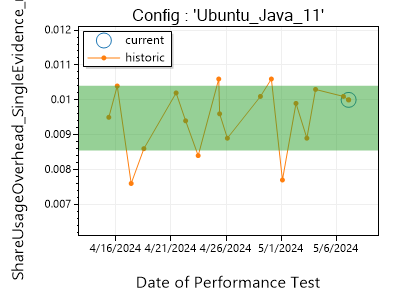 Config : 'Ubuntu_Java_11'
ShareUsageOverhead_SingleEvidence_
current
historic
0.012
0.011
0.01
0.009
0.008
0.007
4/16/2024
4/21/2024
4/26/2024
5/1/2024
5/6/2024
Date of Performance Test